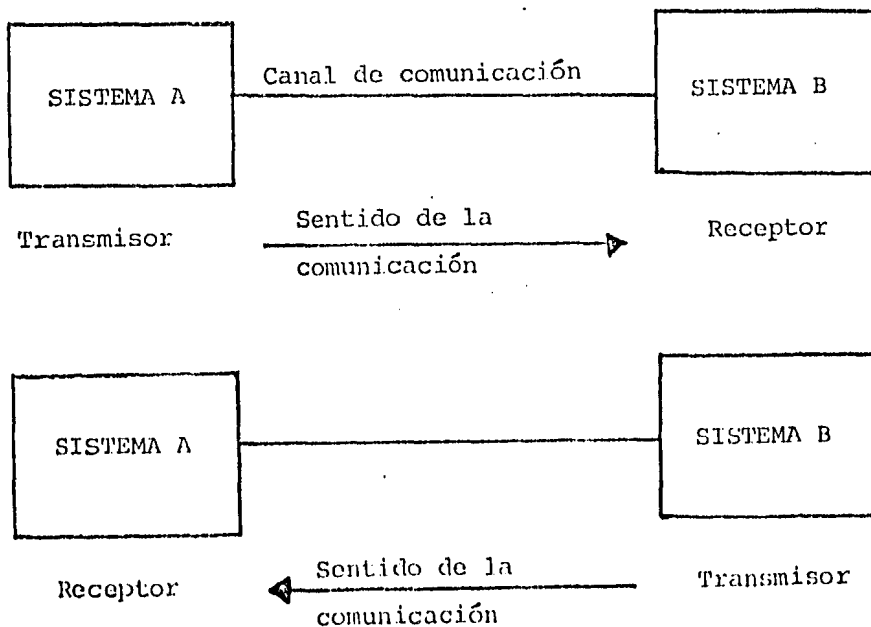 Canal de comunicación
SISTEMA A
SISTEMA B
Transmisor
Sentido de la
comunicación
Receptor
SISTEMA A
SISTEMA B
Receptor
Sentido de la
comunicación
Transmisor